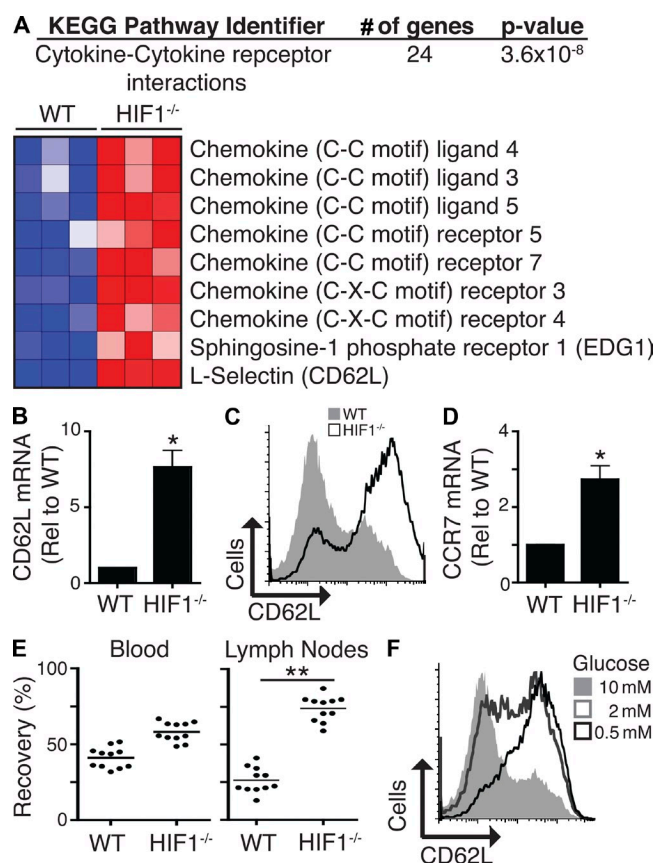 A KEGG Pathway Identifier # of genes p-value
Cytokine-Cytokine repceptor interactions 24 3.6x10-8
WT HIF1-/-
Chemokine (C-C motif) ligand 4
Chemokine (C-C motif) ligand 3
Chemokine (C-C motif) ligand 5
Chemokine (C-C motif) receptor 5
Chemokine (C-C motif) receptor 7
Chemokine (C-X-C motif) receptor 3
Chemokine (C-X-C motif) receptor 4
Sphingosine-1 phosphate receptor 1 (EDG1)
L-Selectin (CD62L)
B
CD62L mRNA
(Rel to WT)
10
5
0
*
WT HIF1-/-
C
WT
HIF1-/-
Cells
CD62L
D
CCR7 mRNA
(Rel to WT)
4
2
0
*
WT HIF1-/-
E
Blood Lymph Nodes
Recovery (%)
100
50
0
**
WT HIF1-/- WT HIF1-/-
F
Glucose
10 mM
2 mM
0.5 mM
Cells
CD62L